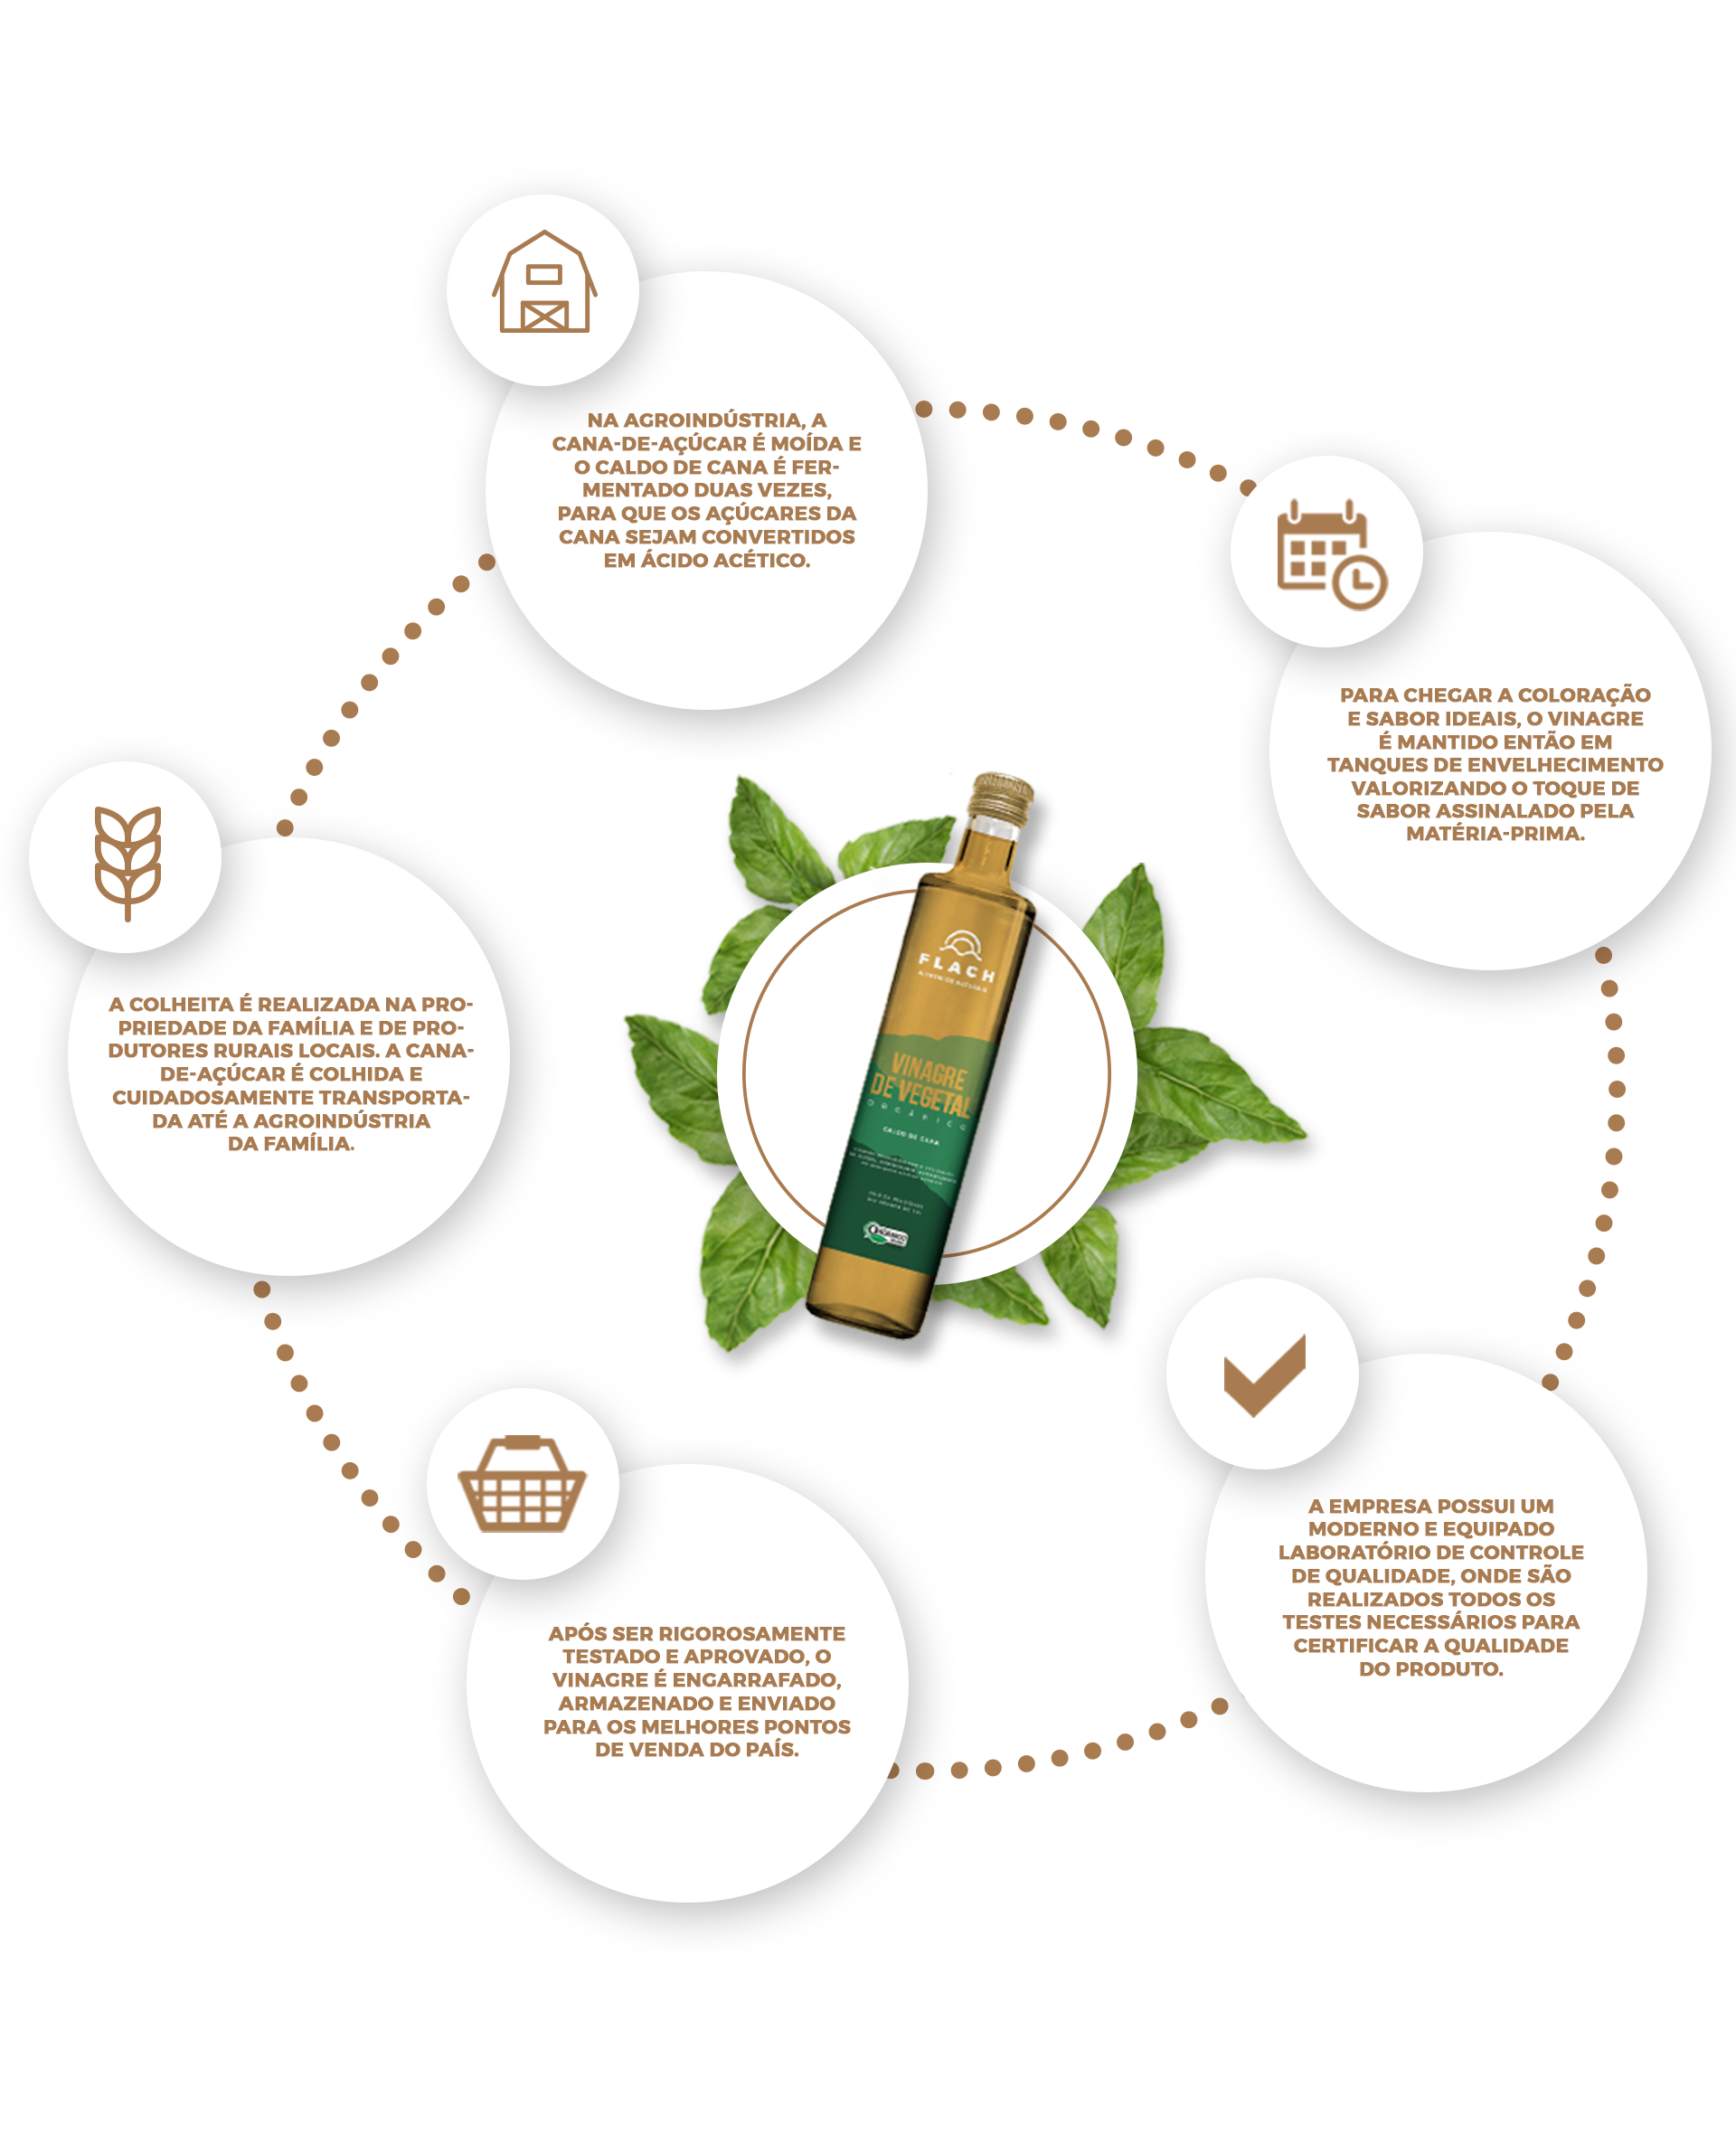 NA AGROINDÚSTRIA, A
CANA-DE-AÇÚCAR É MOÍDA E
O CALDO DE CANA É FER-
MENTADO DUAS VEZES,
PARA QUE OS AÇÚCARES DA
CANA SEJAM CONVERTIDOS
EM ÁCIDO ACÉTICO.
PARA CHEGAR A COLORAÇÃO
E SABOR IDEAIS, O VINAGRE
É MANTIDO ENTÃO EM
TANQUES DE ENVELHECIMENTO
VALORIZANDO O TOQUE DE
SABOR ASSINALADO PELA
MATÉRIA-PRIMA.
A COLHEITA É REALIZADA NA PRO-
PRIEDADE DA FAMÍLIA E DE PRO-
DUTORES RURAIS LOCAIS. A CANA-
DE-AÇÚCAR É COLHIDA E
CUIDADOSAMENTE TRANSPORTA-
DA ATÉ A AGROINDÚSTRIA
DA FAMÍLIA.
FLACH
VINAGRE
DE VEGETAL
ORGÂNICO
CALDO DE CANA
ORGÂNICO
A EMPRESA POSSUI UM
MODERNO E EQUIPADO
LABORATÓRIO DE CONTROLE
DE QUALIDADE, ONDE SÃO
REALIZADOS TODOS OS
TESTES NECESSÁRIOS PARA
CERTIFICAR A QUALIDADE
DO PRODUTO.
APÓS SER RIGOROSAMENTE
TESTADO E APROVADO, O
VINAGRE É ENGARRAFADO,
ARMAZENADO E ENVIADO
PARA OS MELHORES PONTOS
DE VENDA DO PAÍS.